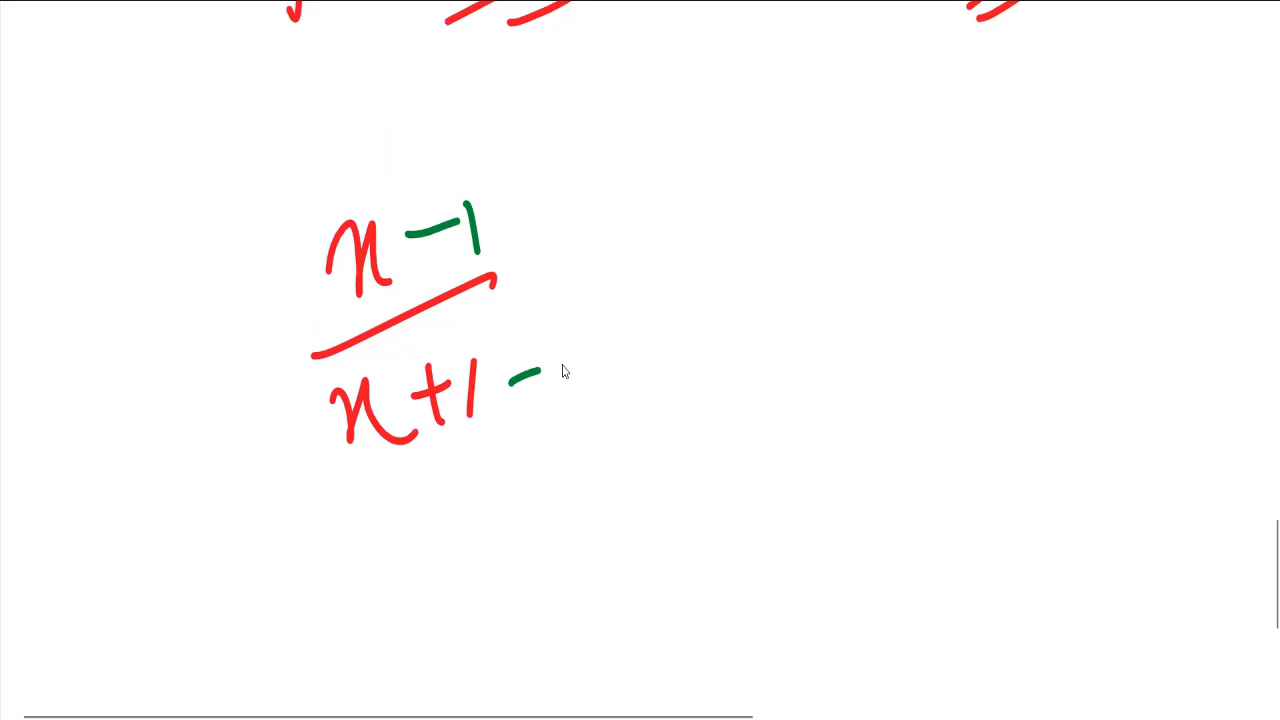 x - 1
x + 1 -